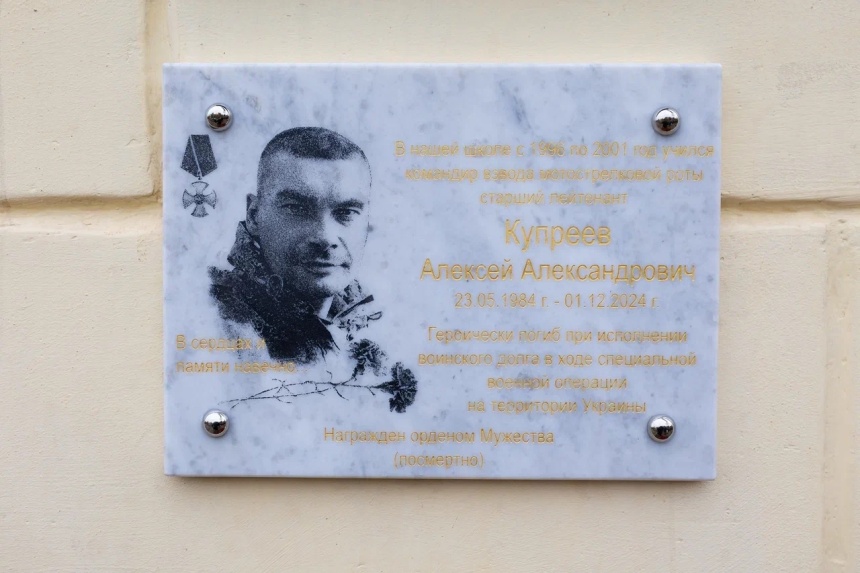 В нашей школе с 1996 по 2001 год учился
командир взвода мотострелковой роты
старший лейтенант
Купреев
Алексей Александрович
23.05.1984 г. - 01.12.2024 г.
Героически погиб при исполнении
воинского долга в ходе специальной
военной операции
на территории Украины
В сердцах и
памяти навечно
Награжден орденом Мужества
(посмертно)